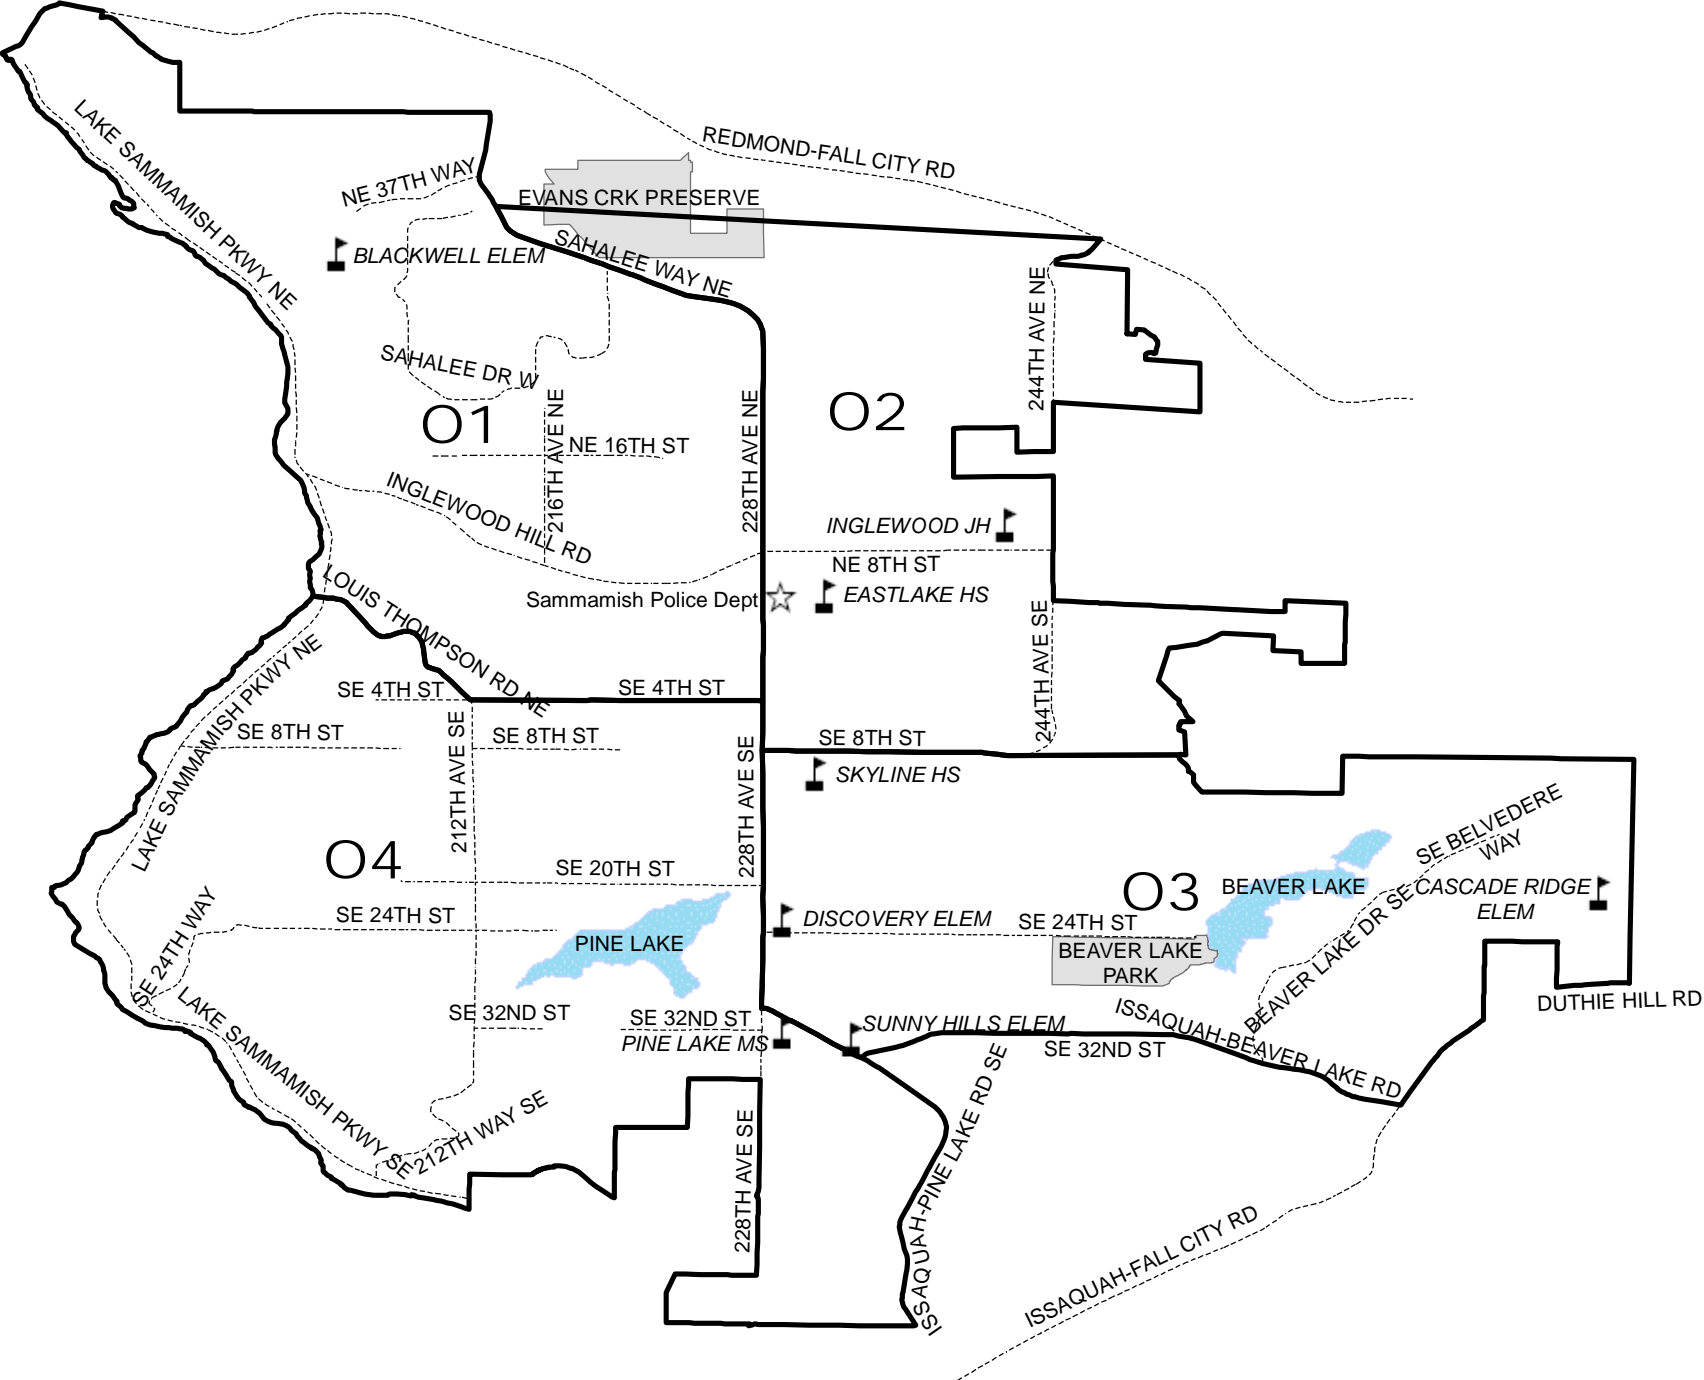 REDMOND-FALL CITY RD
LAKE SAMMAMISH PKWY NE
NE 37TH WAY
EVANS CRK PRESERVE
BLACKWELL ELEM
SAHALEE WAY NE
244TH AVE NE
SAHALEE DR W
01
02
216TH AVE NE
228TH AVE NE
NE 16TH ST
INGLEWOOD HILL RD
INGLEWOOD JH
NE 8TH ST
LOUIS THOMPSON RD NE
Sammamish Police Dept
EASTLAKE HS
244TH AVE SE
LAKE SAMMAMISH PKWY NE
SE 4TH ST
SE 4TH ST
SE 8TH ST
SE 8TH ST
SE 8TH ST
212TH AVE SE
228TH AVE SE
SKYLINE HS
04
SE 20TH ST
03
BEAVER LAKE
SE BELVEDERE
WAY
CASCADE RIDGE
ELEM
SE 24TH WAY
SE 24TH ST
DISCOVERY ELEM
SE 24TH ST
PINE LAKE
BEAVER LAKE
PARK
BEAVER LAKE DR SE
DUTHIE HILL RD
LAKE SAMMAMISH PKWY SE
SE 32ND ST
SE 32ND ST
PINE LAKE MS
SUNNY HILLS ELEM
ISSAQUAH-BEAVER LAKE RD
SE 32ND ST
212TH WAY SE
228TH AVE SE
ISSAQUAH-PINE LAKE RD SE
ISSAQUAH-FALL CITY RD